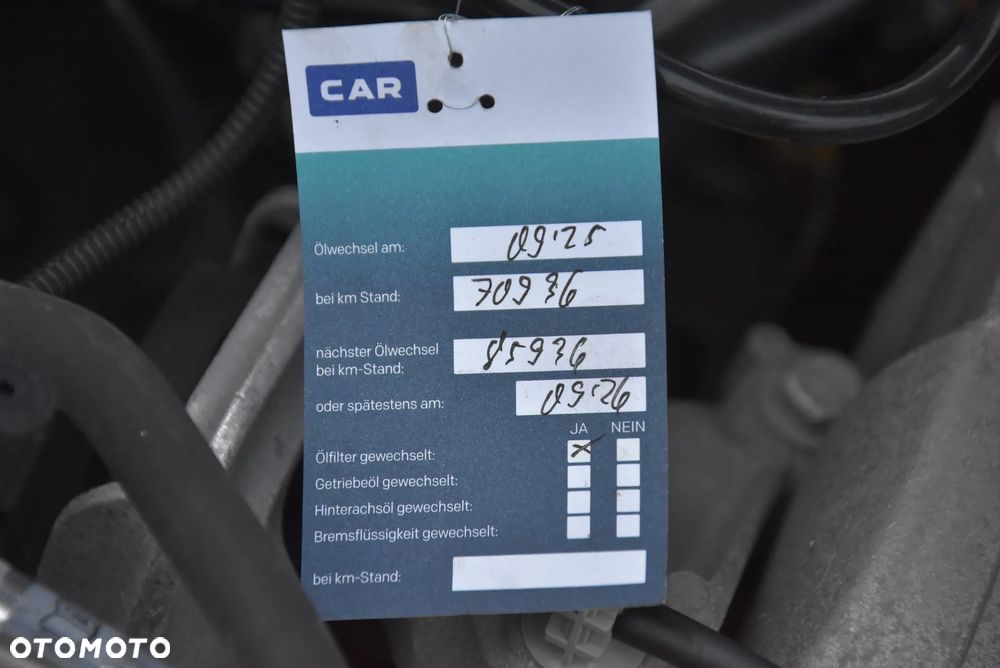 CAR
Ölwechsel am: 09.25
bei km Stand: 70936
nächster Ölwechsel
bei km-Stand: 85936
oder spätestens am: 09.26
JA NEIN
Ölfilter gewechselt: X
Getriebeöl gewechselt:
Hinterachsöl gewechselt:
Bremsflüssigkeit gewechselt:
bei km-Stand:
OTOMOTO